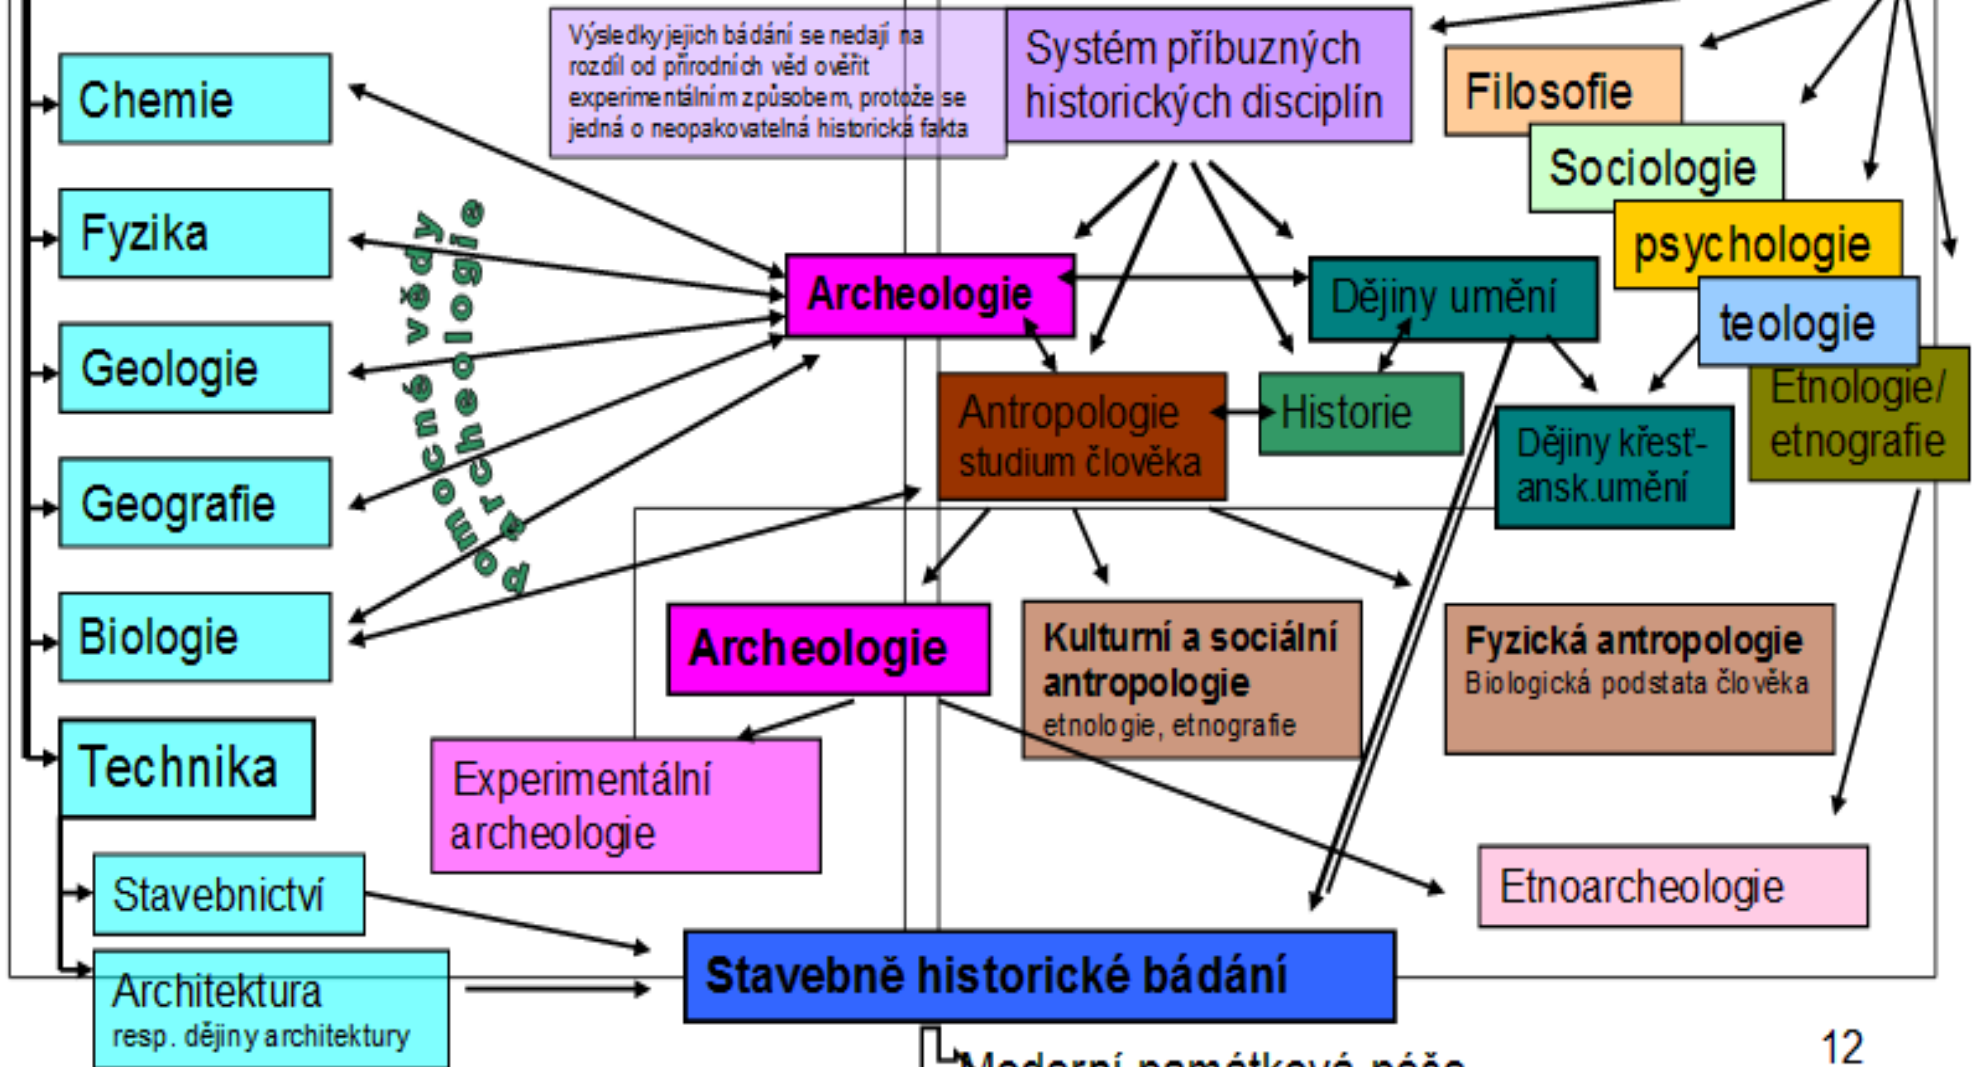 Chemie
Fyzika
Geologie
Geografie
Biologie
Technika
Stavebnictví
Architektura
resp. dějiny architektury
Pomocné vědy
archeologie
Výsledky jejich bádání se nedají na
rozdíl od přírodních věd ověřit
experimentálním způsobem, protože se
jedná o neopakovatelná historická fakta
Systém příbuzných
historických disciplín
Filosofie
Sociologie
psychologie
teologie
Etnologie/
etnografie
Archeologie
Dějiny umění
Antropologie
studium člověka
Historie
Dějiny křesť-
ansk.umění
Archeologie
Kulturní a sociální
antropologie
etnologie, etnografie
Fyzická antropologie
Biologická podstata člověka
Experimentální
archeologie
Etnoarcheologie
Stavebně historické bádání
Moderní památková péče
12